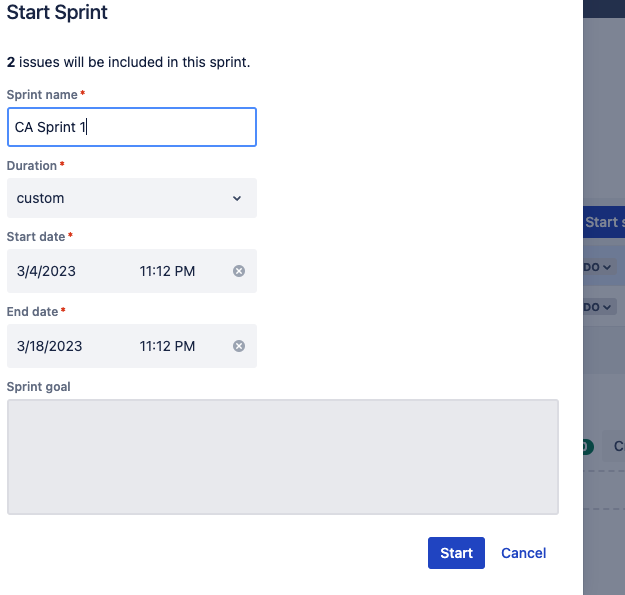 Start Sprint
2 issues will be included in this sprint.
Sprint name*
CA Sprint 1
Duration*
custom
Start date*
3/4/2023 11:12 PM
End date*
3/18/2023 11:12 PM
Sprint goal
Start Cancel
Start s
DO
DO
C